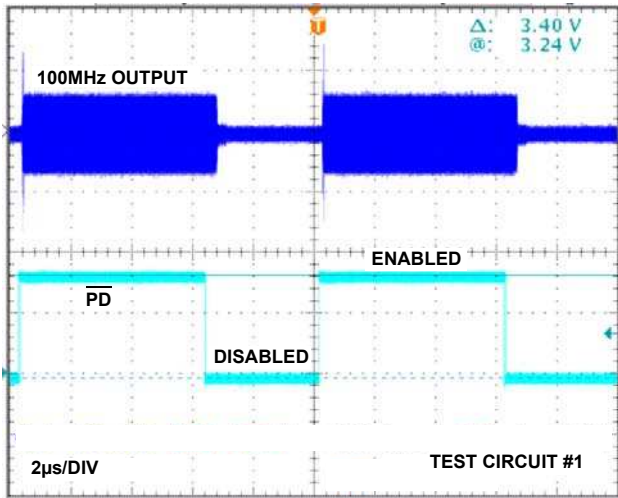 T
Δ: 3.40 V
@: 3.24 V
100MHz OUTPUT
ENABLED
PD
DISABLED
2µs/DIV
TEST CIRCUIT #1